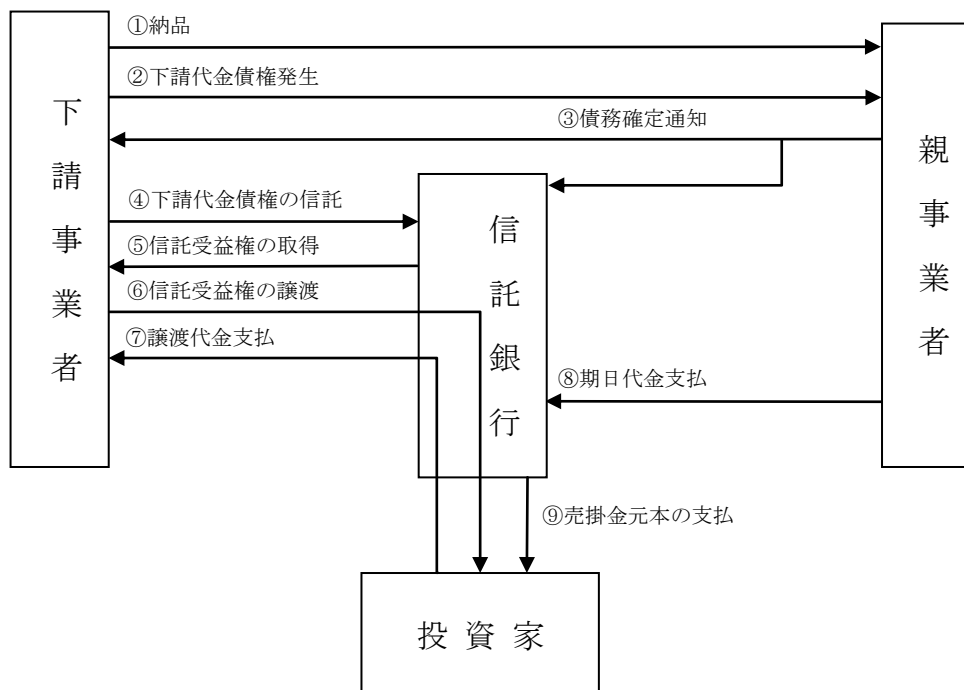 ①納品
②下請代金債権発生
③債務確定通知
下請事業者
親事業者
④下請代金債権の信託
信託銀行
⑤信託受益権の取得
⑥信託受益権の譲渡
⑦譲渡代金支払
⑧期日代金支払
⑨売掛金元本の支払
投資家